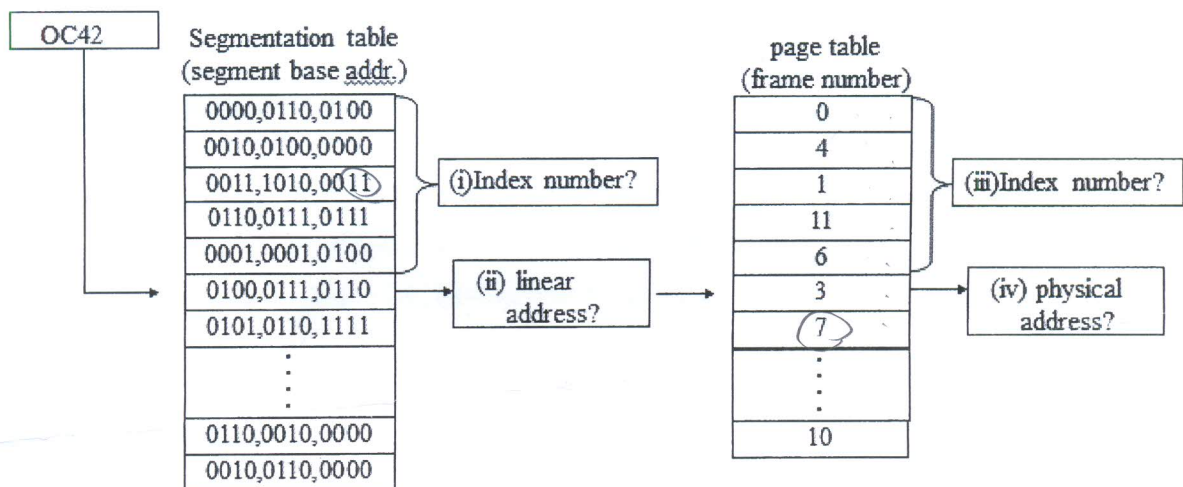 OC42
Segmentation table
(segment base addr.)
0000,0110,0100
0010,0100,0000
0011,1010,0011
0110,0111,0111
0001,0001,0100
0100,0111,0110
0101,0110,1111
0110,0010,0000
0010,0110,0000
(i)Index number?
(ii) linear
address?
page table
(frame number)
0
4
1
11
6
3
7
10
(iii)Index number?
(iv) physical
address?